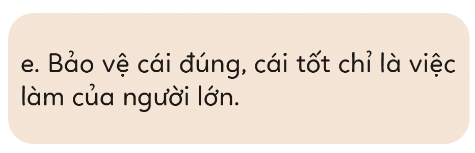 e. Bảo vệ cái đúng, cái tốt chỉ là việc
làm của người lớn.